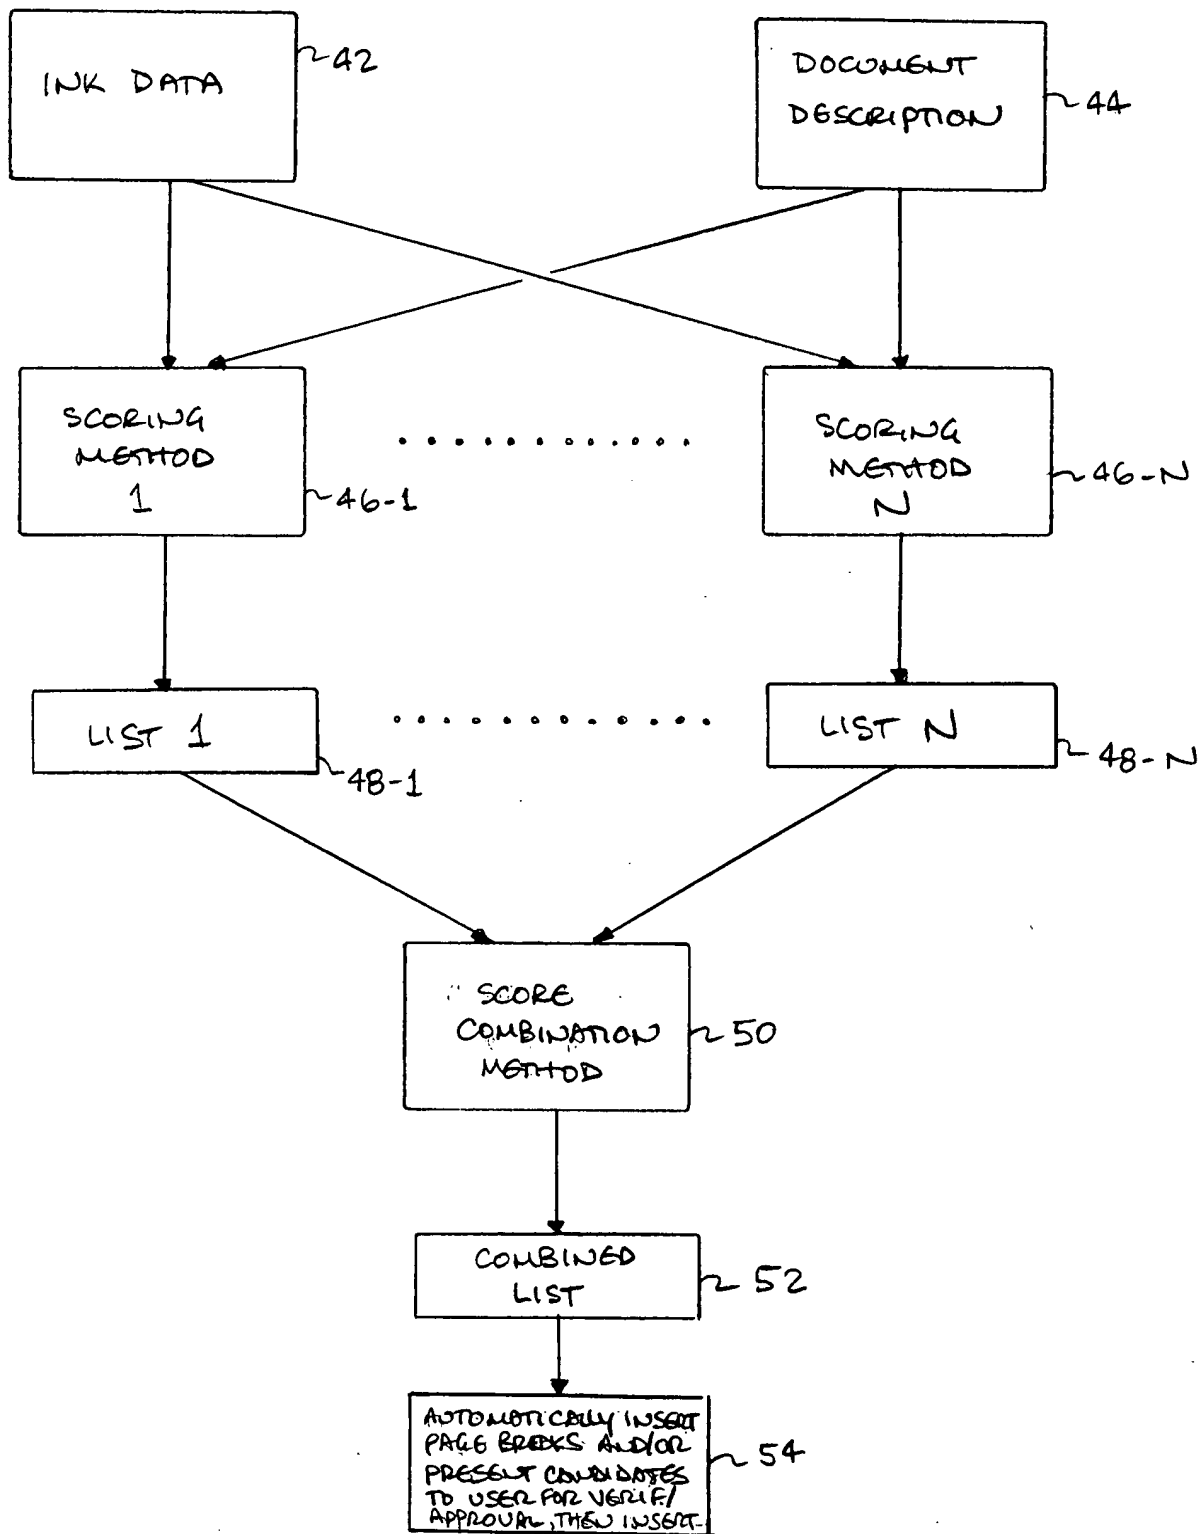 INK DATA
42
DOCUMENT
DESCRIPTION
44
SCORING
METHOD
1
46-1
SCORING
METHOD
N
46-N
LIST 1
48-1
LIST N
48-N
SCORE
COMBINATION
METHOD
50
COMBINED
LIST
52
AUTOMATICALLY INSERT
PAGE BREAKS AND/OR
PRESENT CANDIDATES
TO USER FOR VERIF./
APPROVAL, THEN INSERT
54